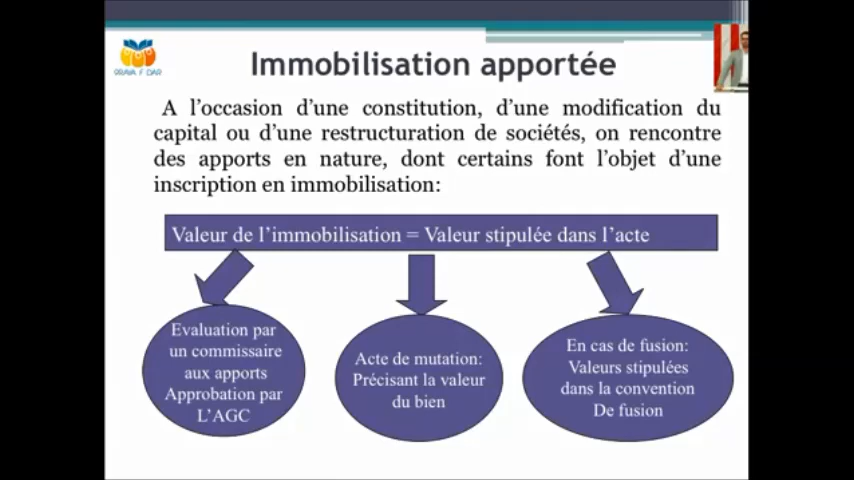 Immobilisation apportée
A l’occasion d’une constitution, d’une modification du
capital ou d’une restructuration de sociétés, on rencontre
des apports en nature, dont certains font l’objet d’une
inscription en immobilisation:
Valeur de l’immobilisation = Valeur stipulée dans l’acte
Evaluation par
un commissaire
aux apports
Approbation par
L’AGC
Acte de mutation:
Précisant la valeur
du bien
En cas de fusion:
Valeurs stipulées
dans la convention
De fusion